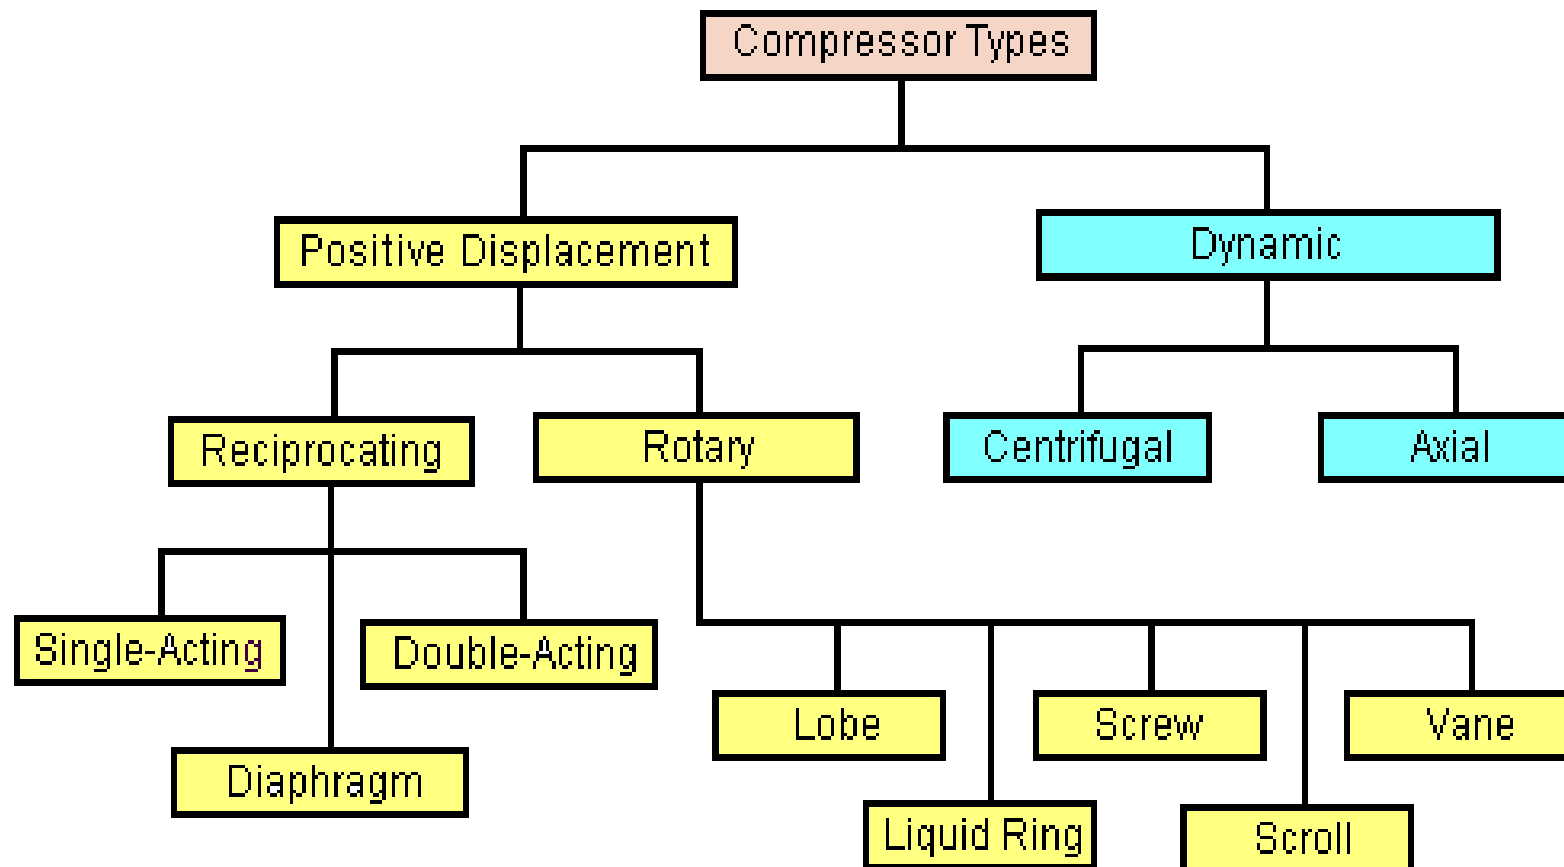 Compressor Types
Positive Displacement
Dynamic
Reciprocating
Rotary
Centrifugal
Axial
Single-Acting
Double-Acting
Diaphragm
Lobe
Screw
Vane
Liquid Ring
Scroll